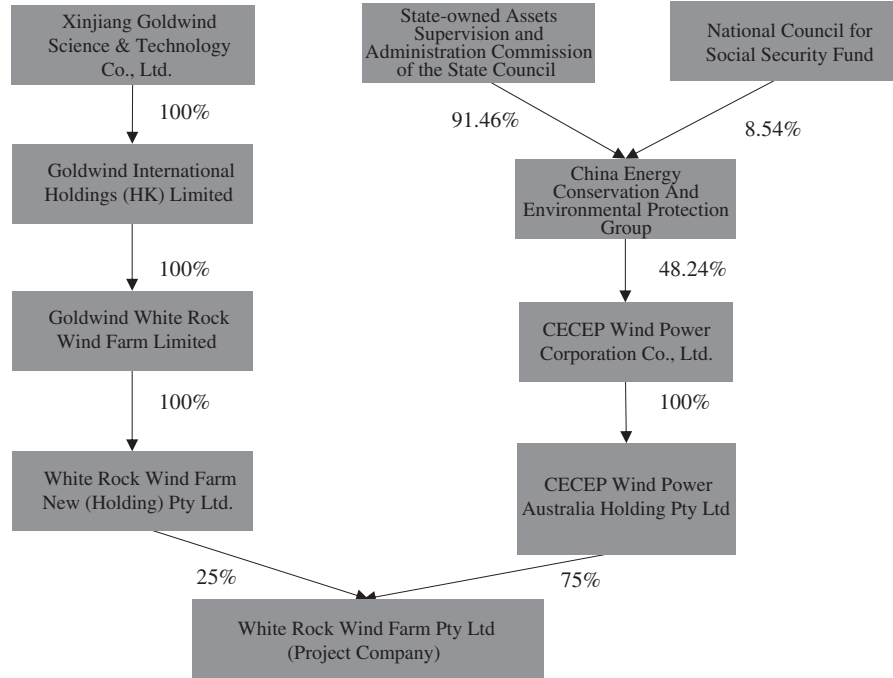 Xinjiang Goldwind
Science & Technology
Co., Ltd.
State-owned Assets
Supervision and
Administration Commission
of the State Council
National Council for
Social Security Fund
100%
91.46%
8.54%
Goldwind International
Holdings (HK) Limited
China Energy
Conservation And
Environmental Protection
Group
100%
48.24%
Goldwind White Rock
Wind Farm Limited
CECEP Wind Power
Corporation Co., Ltd.
100%
100%
White Rock Wind Farm
New (Holding) Pty Ltd.
CECEP Wind Power
Australia Holding Pty Ltd
25%
75%
White Rock Wind Farm Pty Ltd
(Project Company)